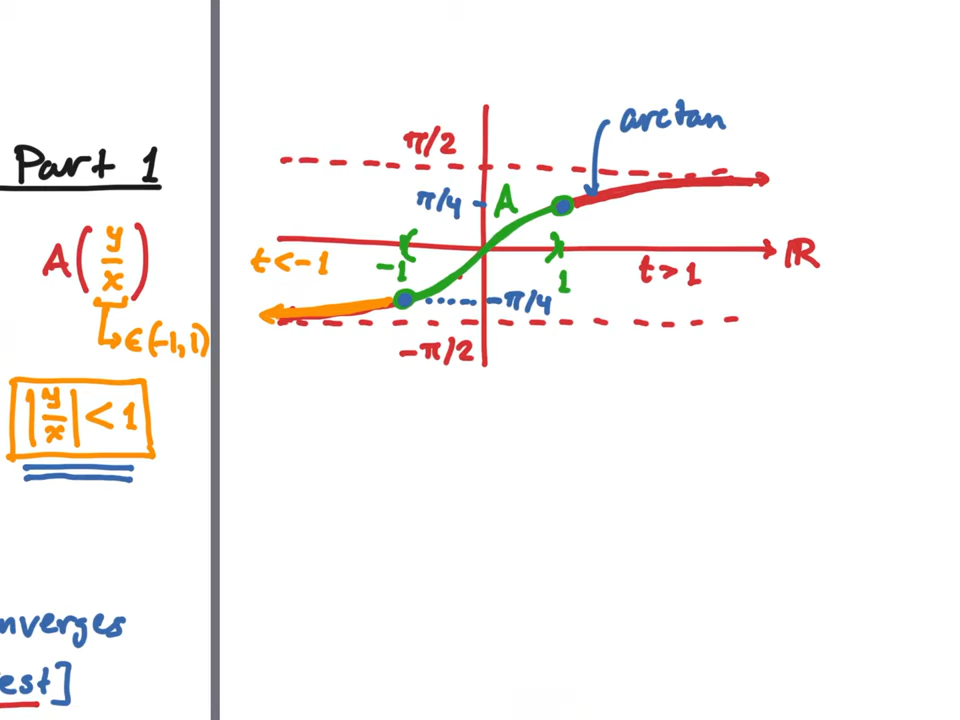 Part 1
A(y/x)
↳ ∈(-1,1)
|y/x| < 1
nverges
est]
arctan
π/2
π/4
A
t<-1
-1
1
t>1
ℝ
-π/4
-π/2